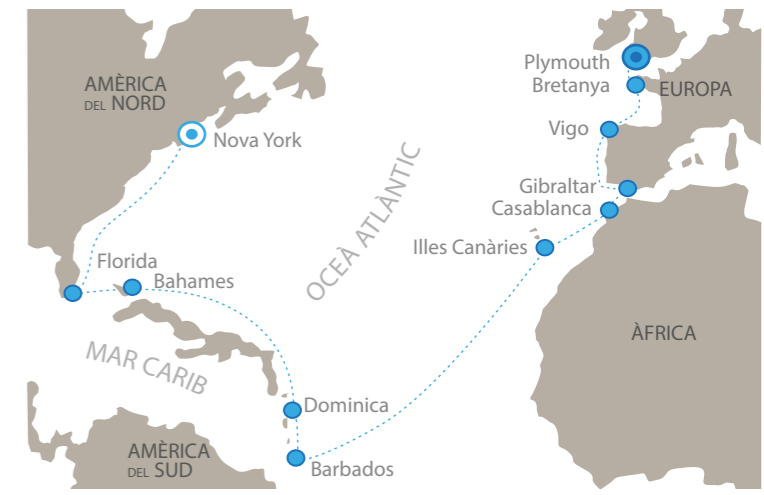 AMÈRICA
DEL NORD
Nova York
Plymouth
Bretanya
EUROPA
Vigo
OCEÀ ATLÀNTIC
Gibraltar
Casablanca
Illes Canàries
Florida
Bahames
ÀFRICA
MAR CARIB
Dominica
AMÈRICA
DEL SUD
Barbados